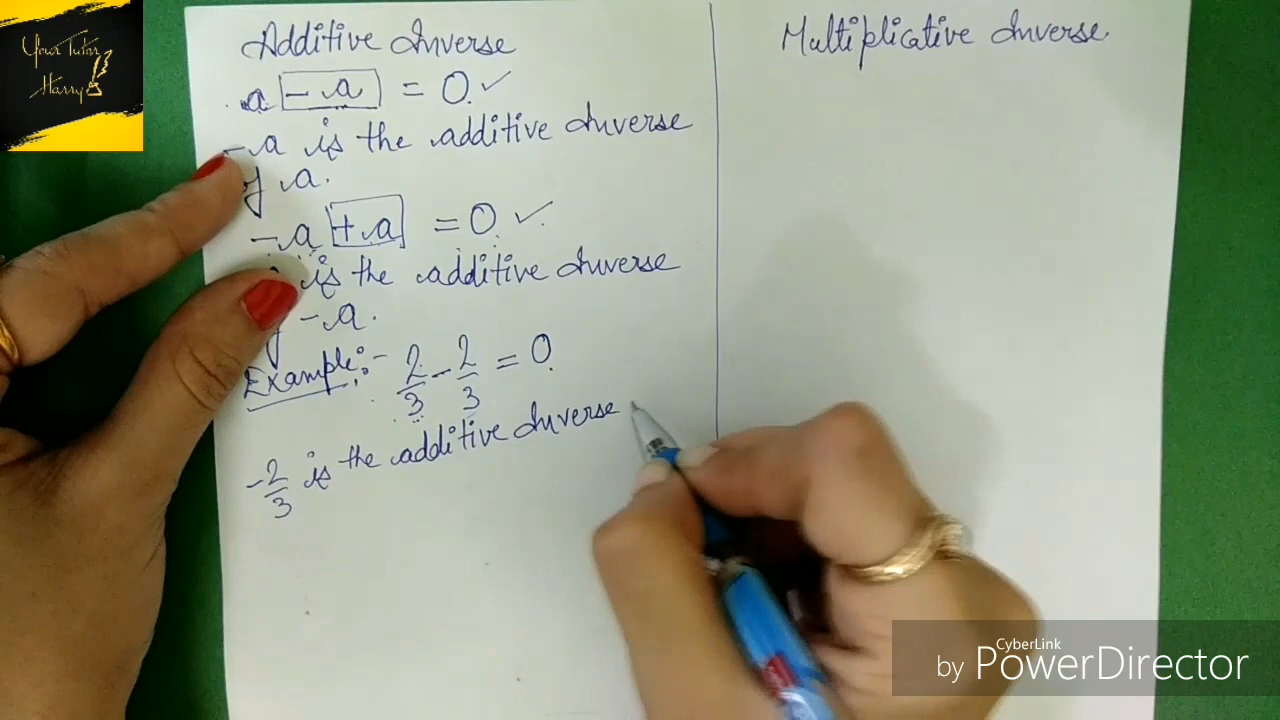 Your Tutor
Harry
Additive Inverse
a - a = 0 ✓
-a is the additive Inverse
of a.
-a + a = 0 ✓
is the additive Inverse
- a.
Example:- 2/3 - 2/3 = 0
-2/3 is the additive Inverse
Multiplicative Inverse
CyberLink
by PowerDirector